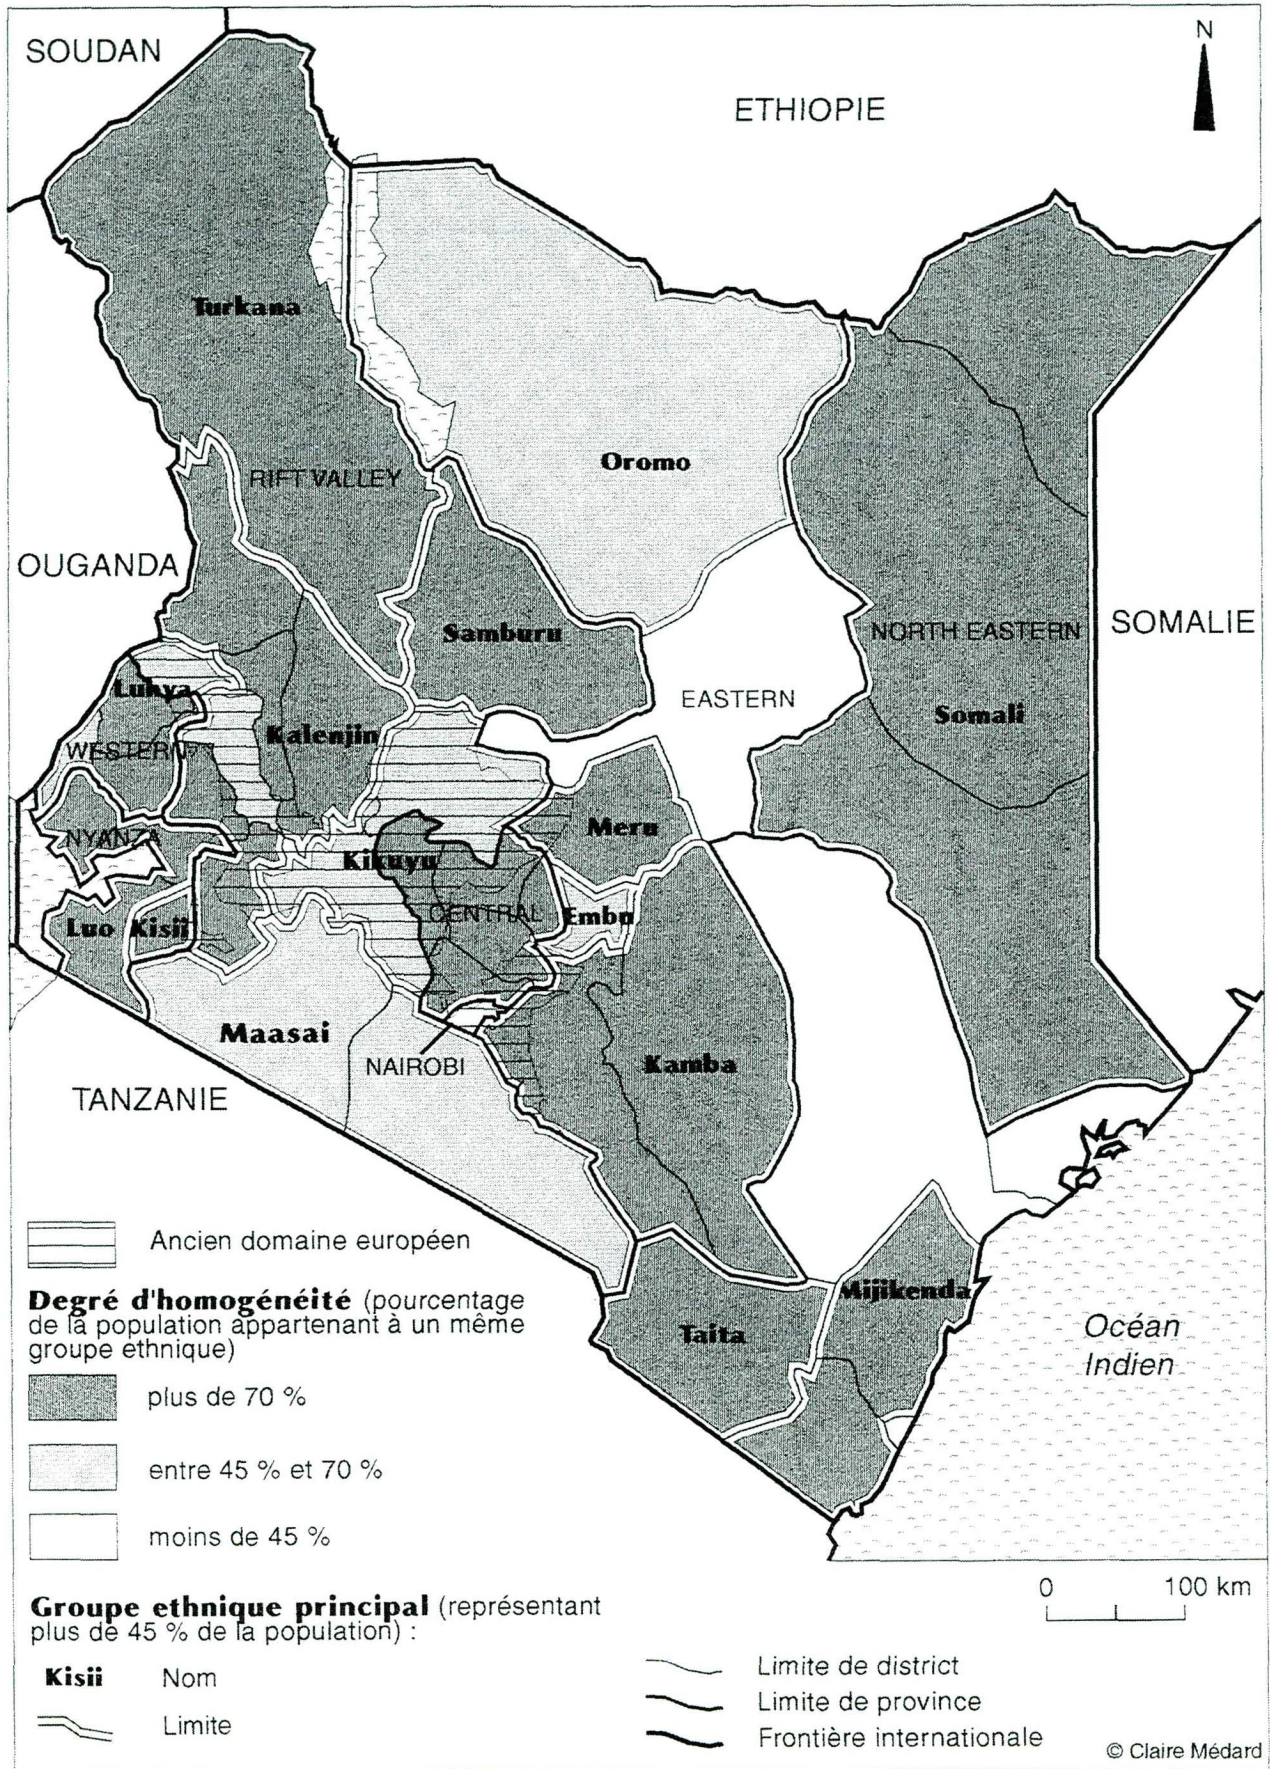 SOUDAN
N
ETHIOPIE
Turkana
RIFT VALLEY
Oromo
OUGANDA
SOMALIE
Samburu
NORTH EASTERN
Luhya
EASTERN
Somali
WESTERN
Kalenjin
NYANZA
Meru
Kikuyu
CENTRAL
Embu
Luo
Kisii
Maasai
NAIROBI
Kamba
TANZANIE
Mijikenda
Taita
Océan
Indien
Ancien domaine européen
Degré d'homogénéité (pourcentage
de la population appartenant à un même
groupe ethnique)
plus de 70 %
entre 45 % et 70 %
moins de 45 %
0 100 km
Groupe ethnique principal (représentant
plus de 45 % de la population) :
Kisii Nom
Limite
Limite de district
Limite de province
Frontière internationale
© Claire Médard